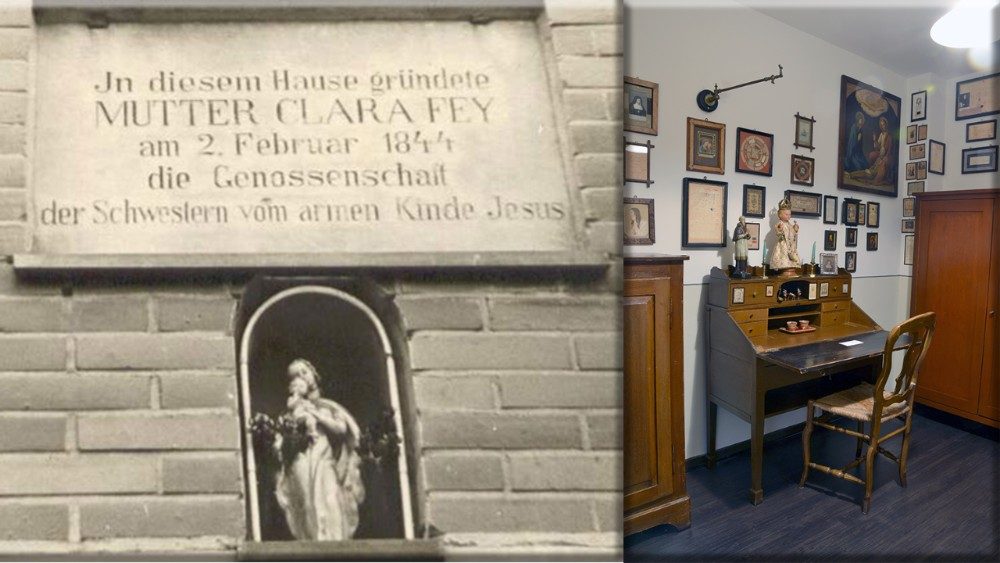 Jn diesem Hause gründete
MUTTER CLARA FEY
am 2. Februar 1844
die Genossenschaft
der Schwestern vom armen Kinde Jesus